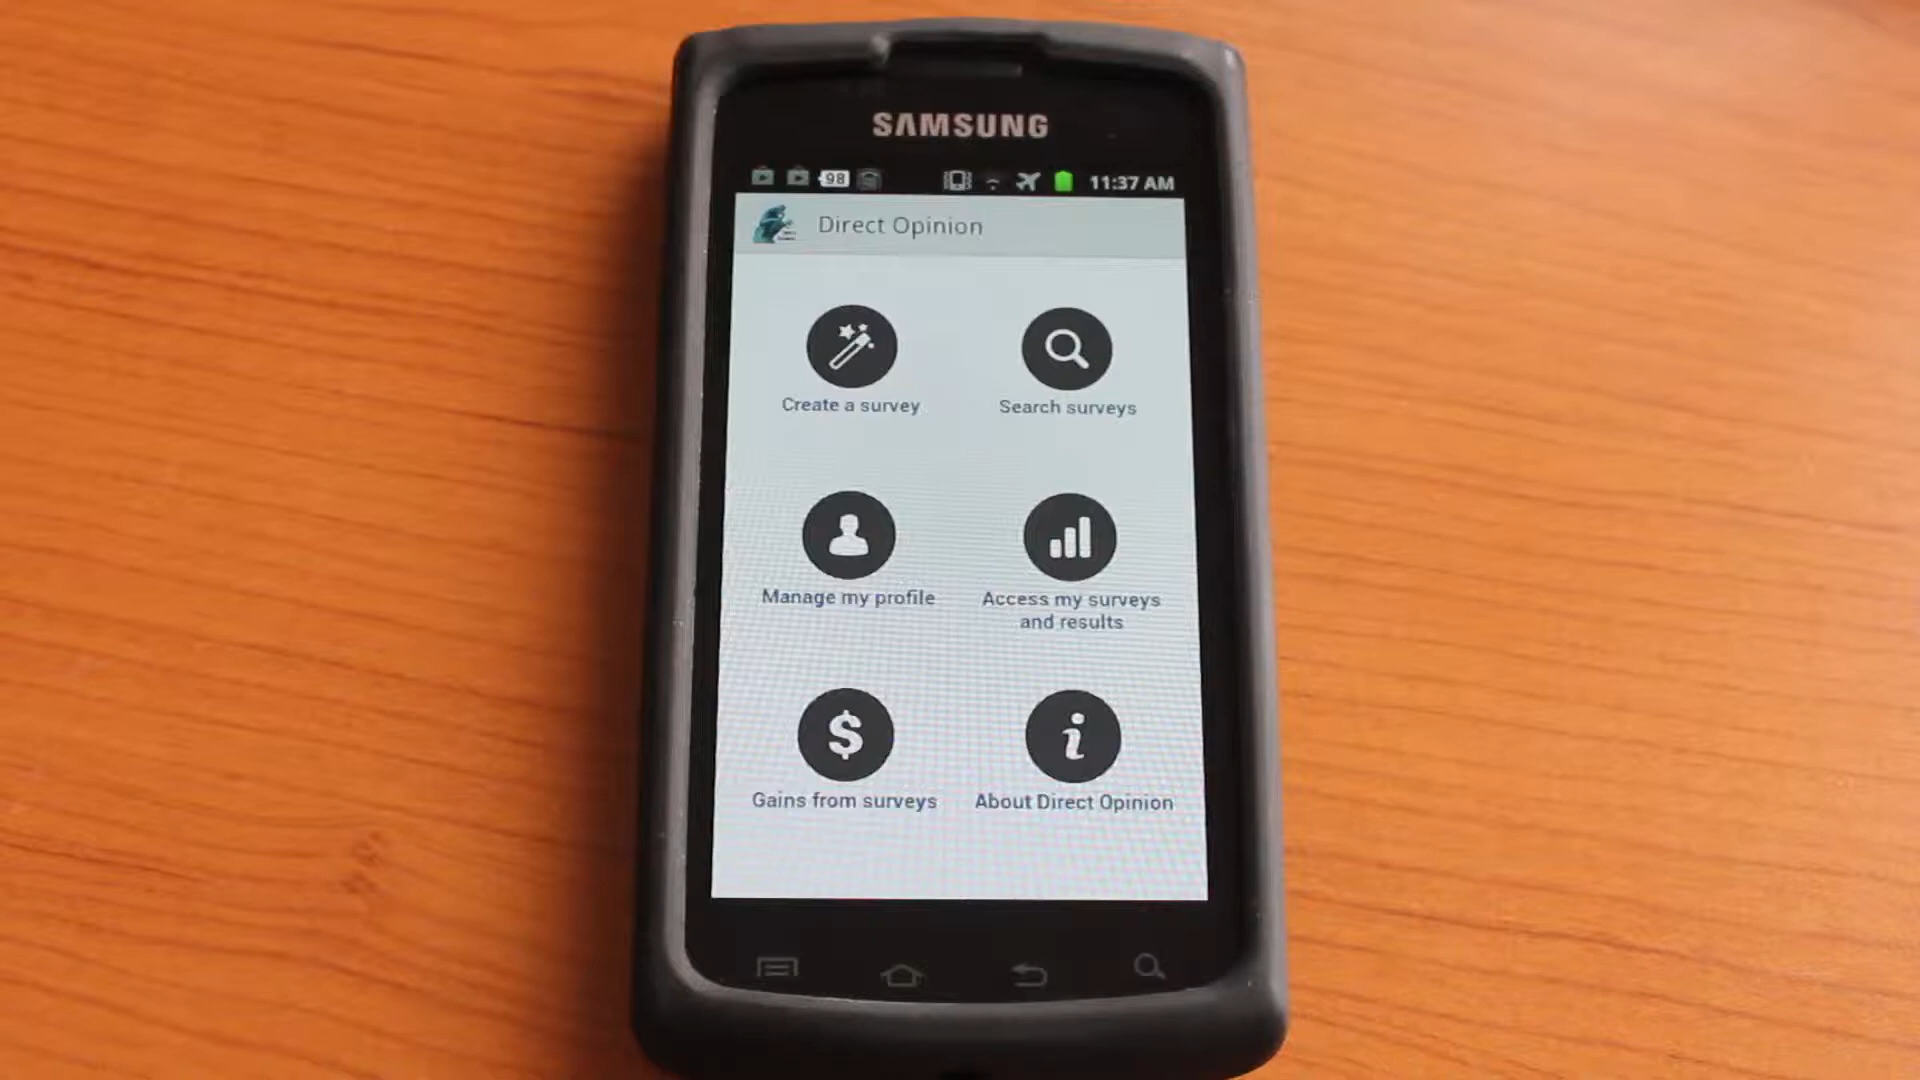 SAMSUNG
98
11:37 AM
Direct Opinion
Create a survey
Search surveys
Manage my profile
Access my surveys
and results
Gains from surveys
About Direct Opinion